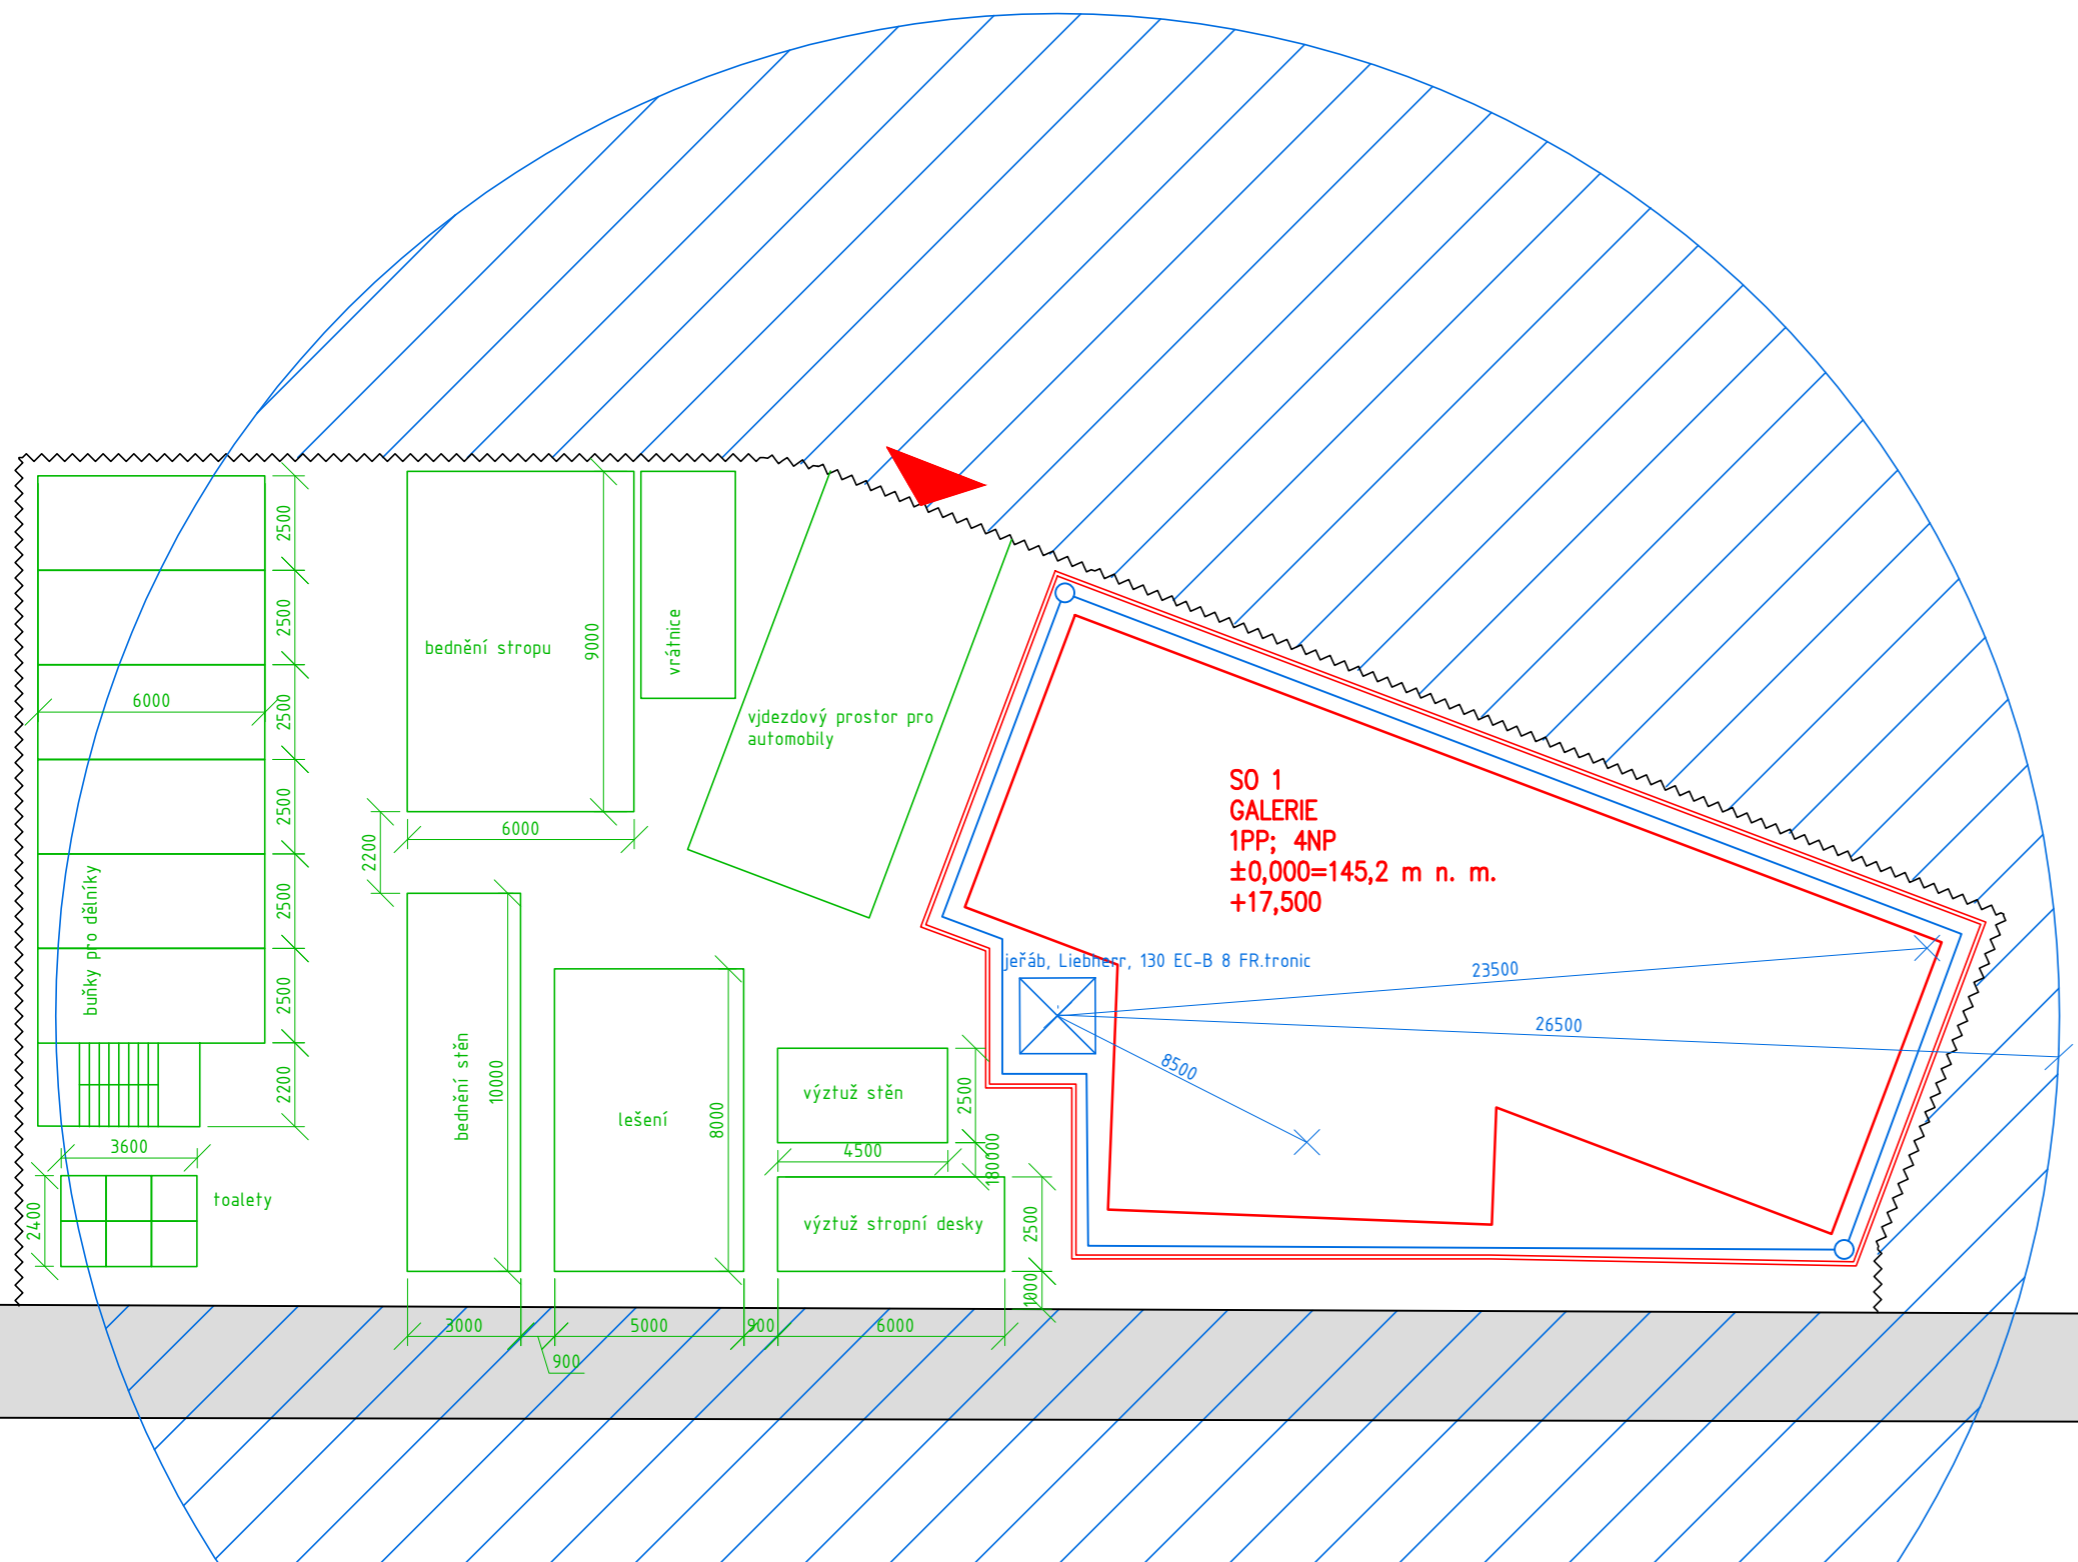 2500
2500
2500
2500
2500
2500
2200
6000
buňky pro dělníky
3600
2400
toalety
bednění stropu
9000
6000
2200
vrátnice
vjdezdový prostor pro
automobily
bednění stěn
10000
lešení
8000
výztuž stěn
2500
4500
180000
výztuž stropní desky
2500
1000
3000
900
5000
900
6000
SO 1
GALERIE
1PP; 4NP
±0,000=145,2 m n. m.
+17,500
jeřáb, Liebherr, 130 EC-B 8 FR.tronic
23500
26500
8500